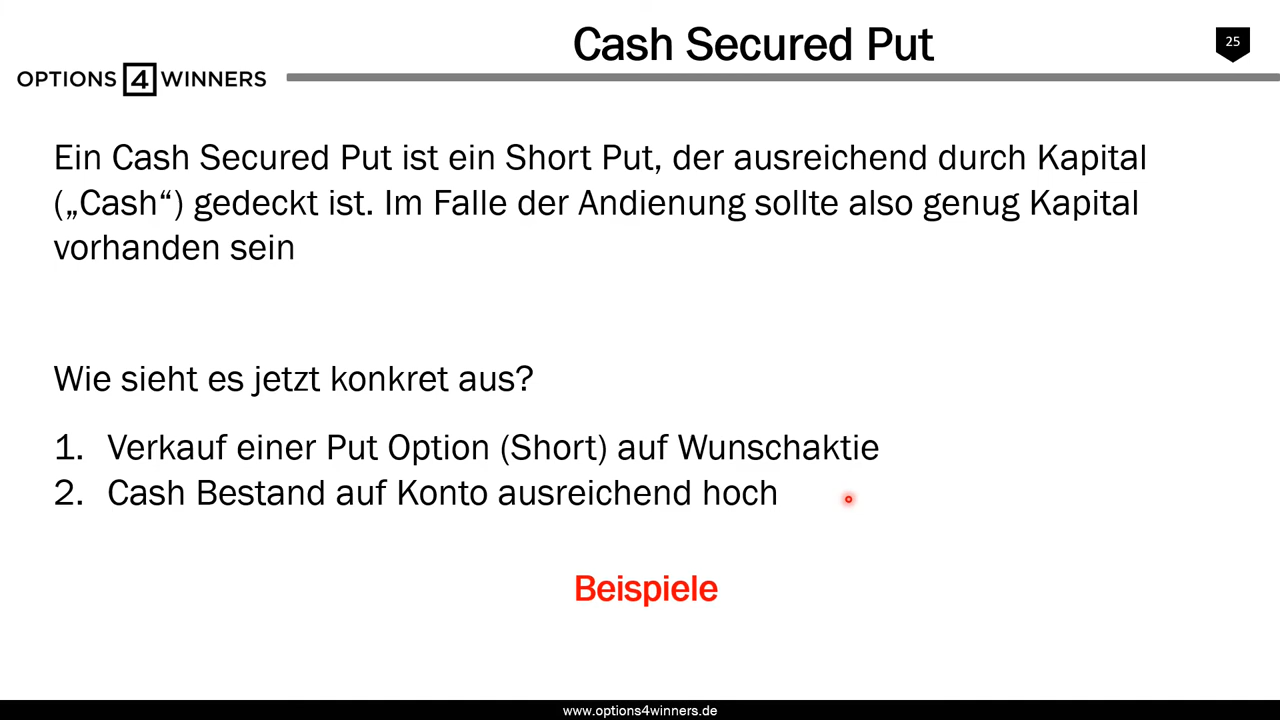 Cash Secured Put
25
OPTIONS 4 WINNERS
Ein Cash Secured Put ist ein Short Put, der ausreichend durch Kapital
(„Cash“) gedeckt ist. Im Falle der Andienung sollte also genug Kapital
vorhanden sein
Wie sieht es jetzt konkret aus?
1. Verkauf einer Put Option (Short) auf Wunschaktie
2. Cash Bestand auf Konto ausreichend hoch
Beispiele
www.options4winners.de